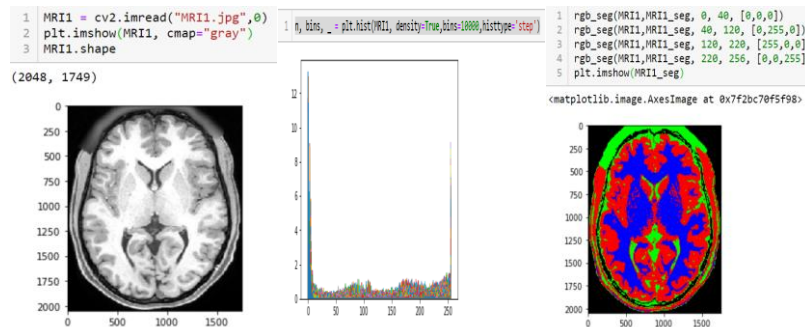 1 MRI1 = cv2.imread("MRI1.jpg",0)
2 plt.imshow(MRI1, cmap="gray")
3 MRI1.shape
(2048, 1749)
0
250
500
750
1000
1250
1500
1750
2000
0 500 1000 1500
1 n, bins, _ = plt.hist(MRI1, density=True,bins=10000,histtype='step')
12
10
8
6
4
2
0
0 50 100 150 200 250
1 rgb_seg(MRI1,MRI1_seg, 0, 40, [0,0,0])
2 rgb_seg(MRI1,MRI1_seg, 40, 120, [0,255,0]
3 rgb_seg(MRI1,MRI1_seg, 120, 220, [255,0,0]
4 rgb_seg(MRI1,MRI1_seg, 220, 256, [0,0,255]
5 plt.imshow(MRI1_seg)
<matplotlib.image.AxesImage at 0x7f2bc70f5f98>
0
250
500
750
1000
1250
1500
1750
2000
0 500 1000 1500